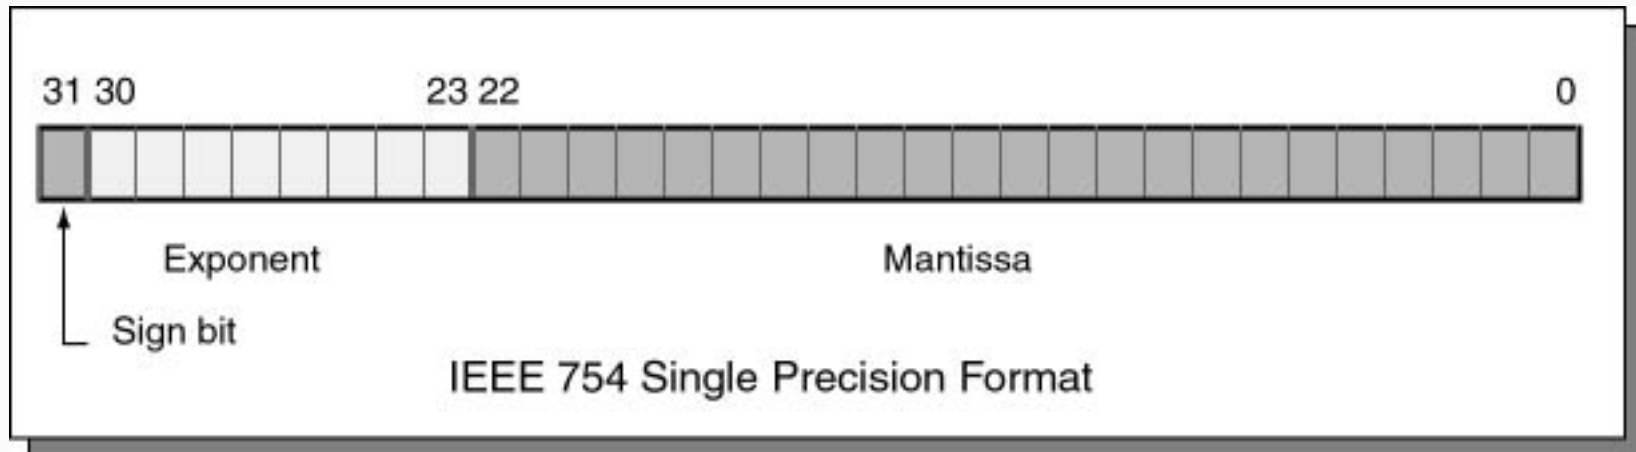 31 30 23 22 0
Exponent Mantissa
Sign bit
IEEE 754 Single Precision Format